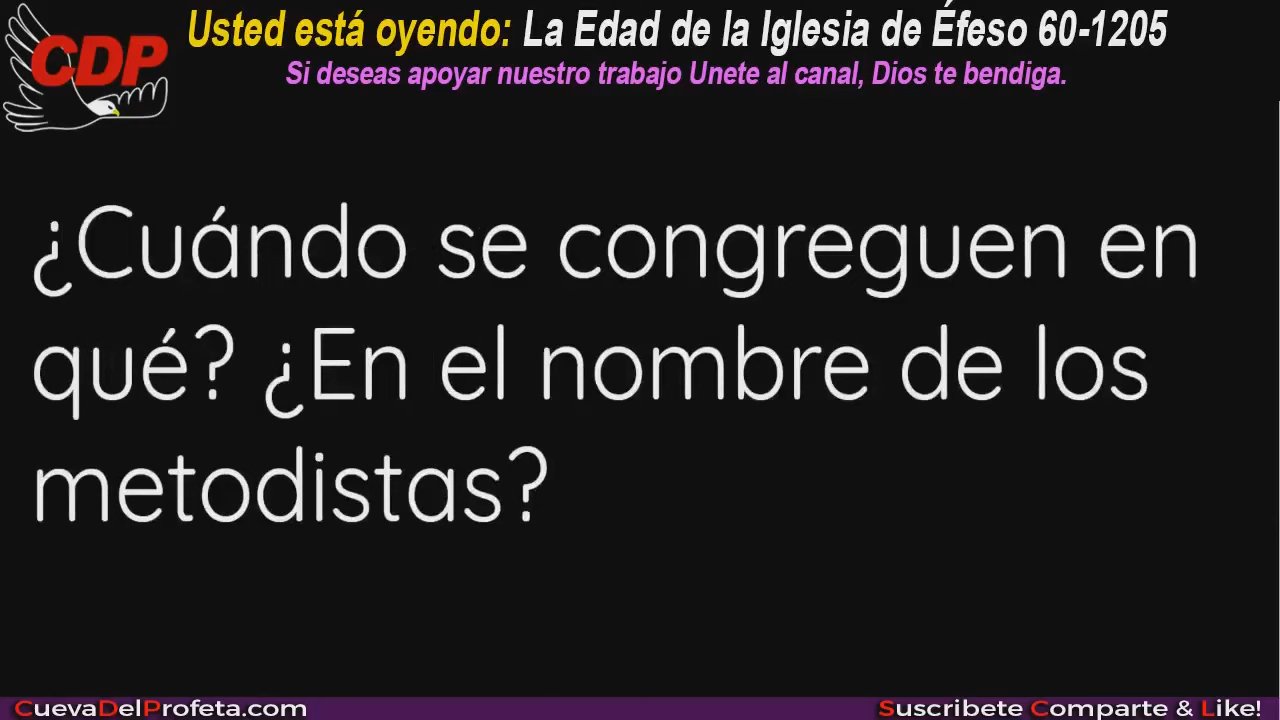 CDP
Usted está oyendo: La Edad de la Iglesia de Éfeso 60-1205
Si deseas apoyar nuestro trabajo Unete al canal, Dios te bendiga.
¿Cuándo se congreguen en
qué? ¿En el nombre de los
metodistas?
CuevaDelProfeta.com
Suscribete Comparte & Like!